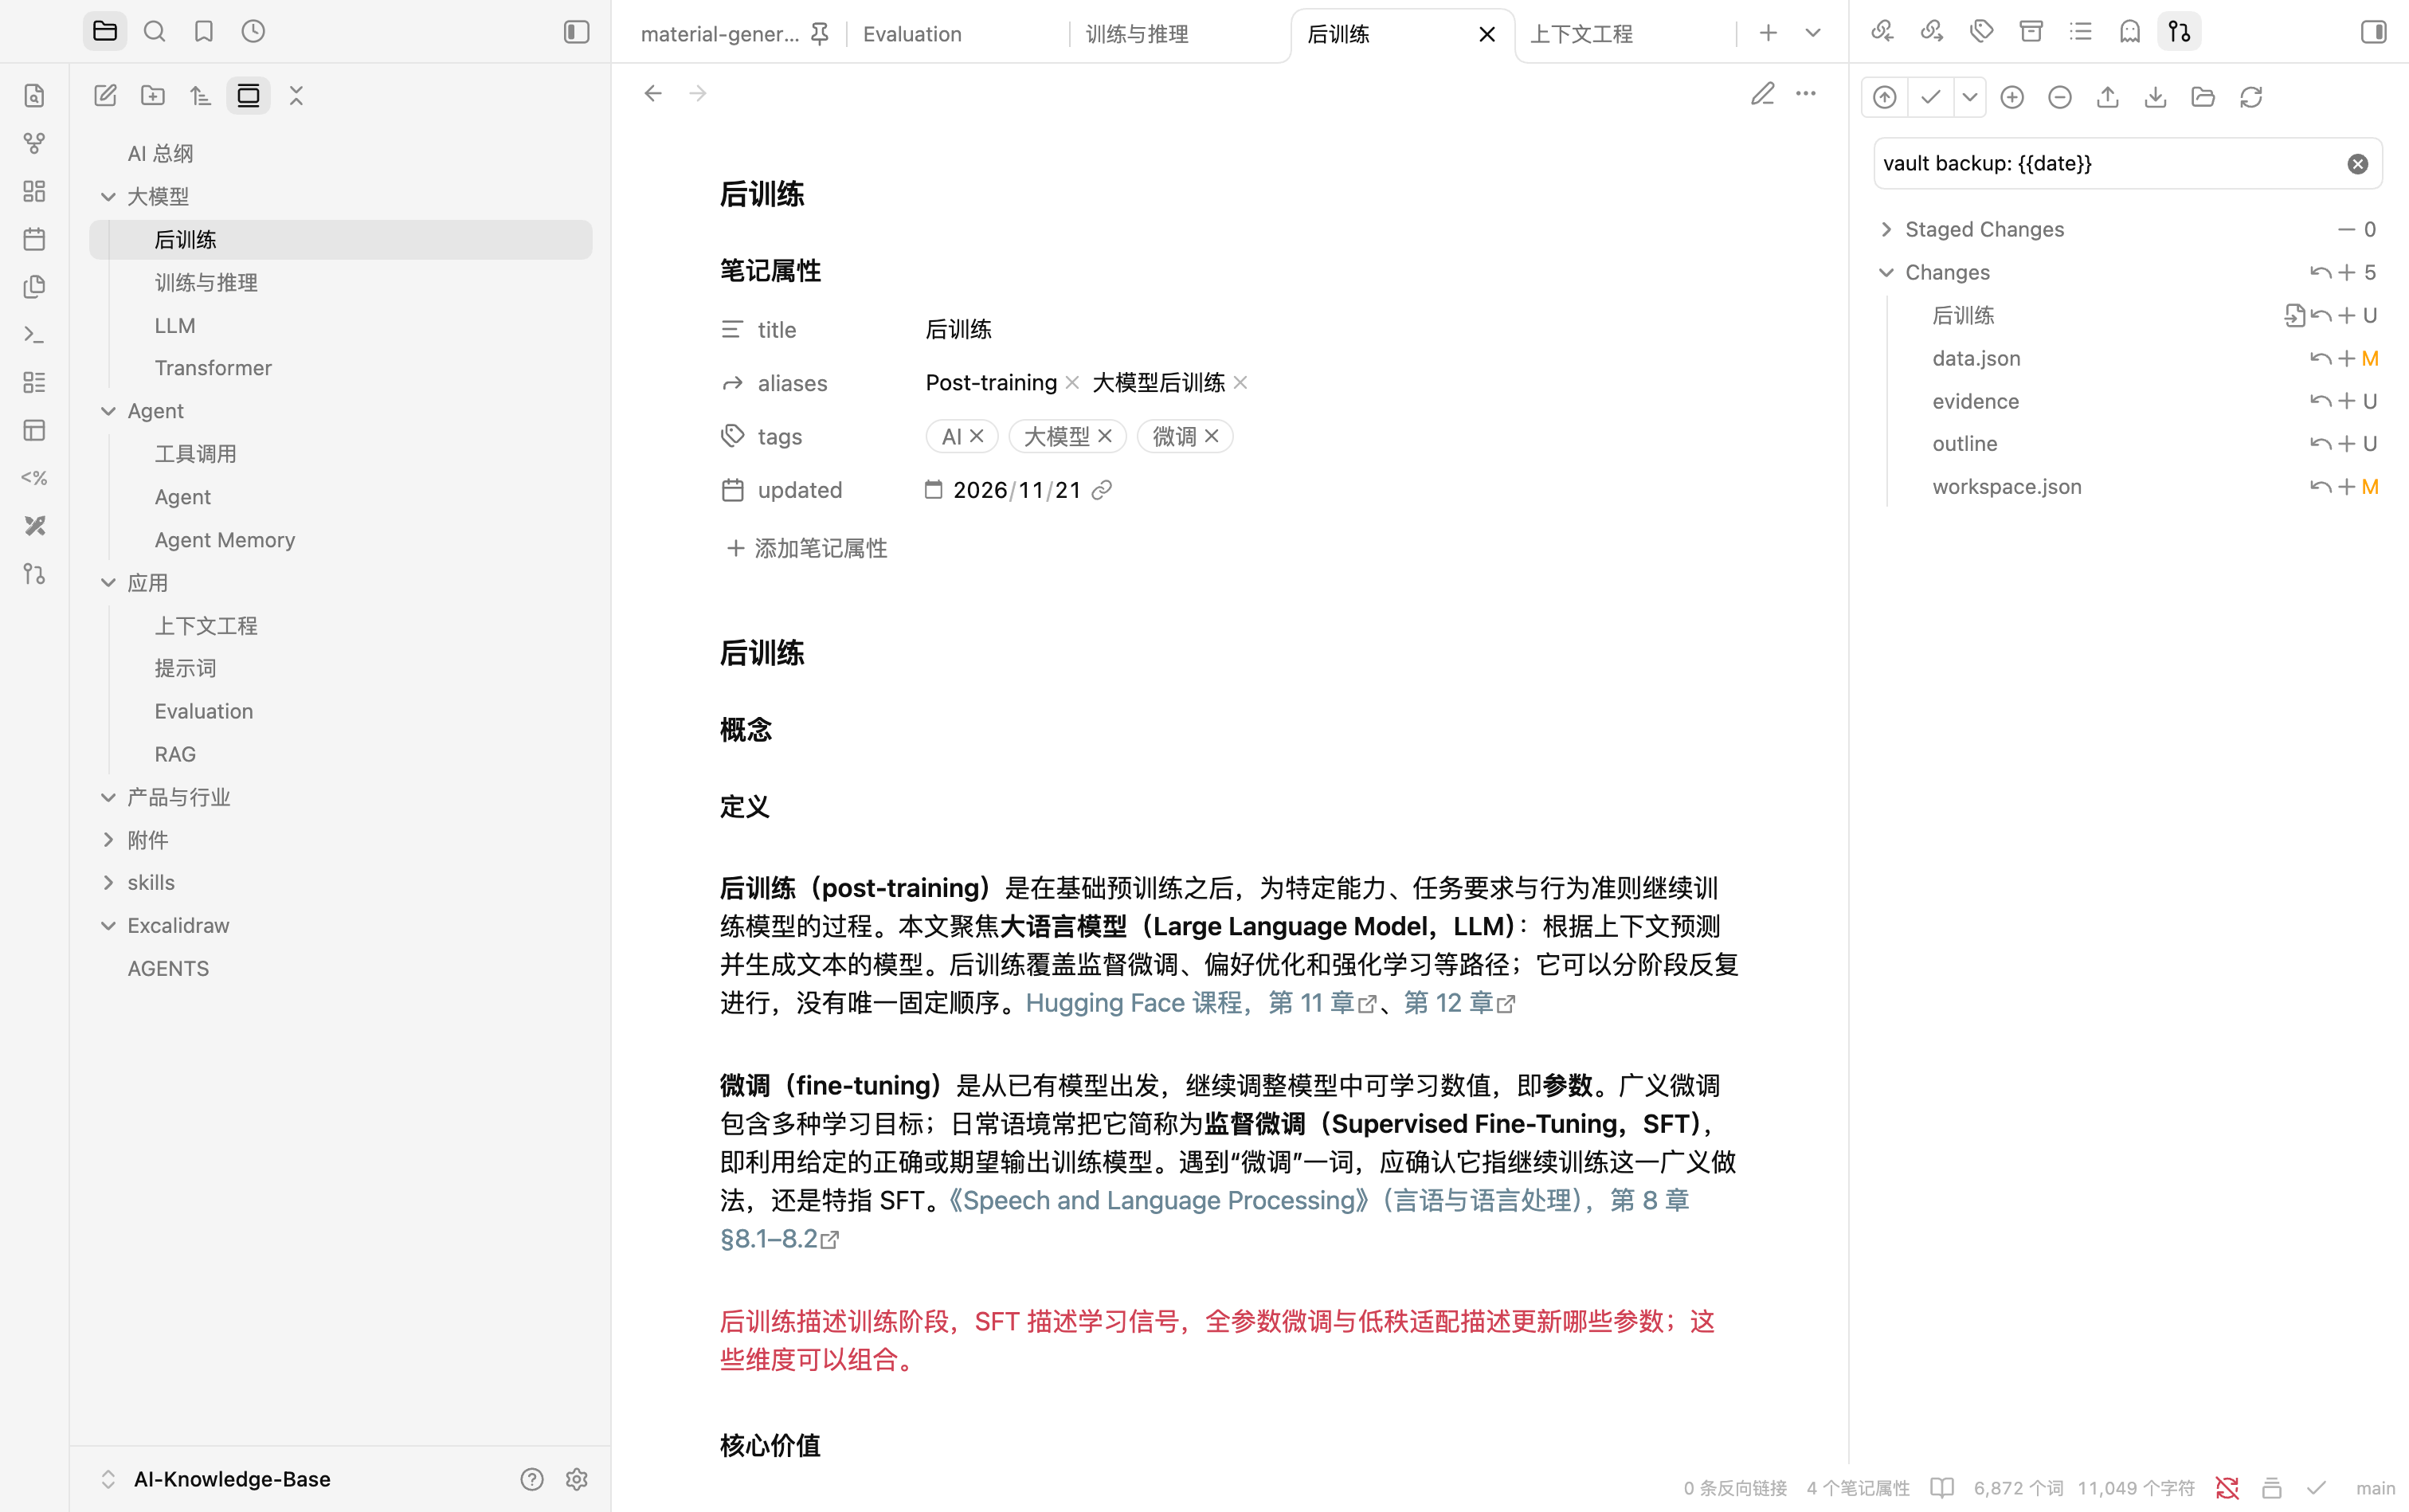 material-gener...
Evaluation
训练与推理
后训练
上下文工程
AI 总纲
大模型
后训练
训练与推理
LLM
Transformer
Agent
工具调用
Agent
Agent Memory
应用
上下文工程
提示词
Evaluation
RAG
产品与行业
附件
skills
Excalidraw
AGENTS
<%
AI-Knowledge-Base
后训练
笔记属性
title 后训练
aliases Post-training 大模型后训练
tags AI 大模型 微调
updated 2026/11/21
添加笔记属性
后训练
概念
定义
后训练（post-training）是在基础预训练之后，为特定能力、任务要求与行为准则继续训
练模型的过程。本文聚焦大语言模型（Large Language Model，LLM）：根据上下文预测
并生成文本的模型。后训练覆盖监督微调、偏好优化和强化学习等路径；它可以分阶段反复
进行，没有唯一固定顺序。Hugging Face 课程，第 11 章、第 12 章
微调（fine-tuning）是从已有模型出发，继续调整模型中可学习数值，即参数。广义微调
包含多种学习目标；日常语境常把它简称为监督微调（Supervised Fine-Tuning，SFT），
即利用给定的正确或期望输出训练模型。遇到“微调”一词，应确认它指继续训练这一广义做
法，还是特指 SFT。《Speech and Language Processing》（言语与语言处理），第 8 章
§8.1–8.2
后训练描述训练阶段，SFT 描述学习信号，全参数微调与低秩适配描述更新哪些参数；这
些维度可以组合。
核心价值
vault backup: {{date}}
Staged Changes 0
Changes 5
后训练 U
data.json M
evidence U
outline U
workspace.json M
0 条反向链接 4 个笔记属性 6,872 个词 11,049 个字符 main